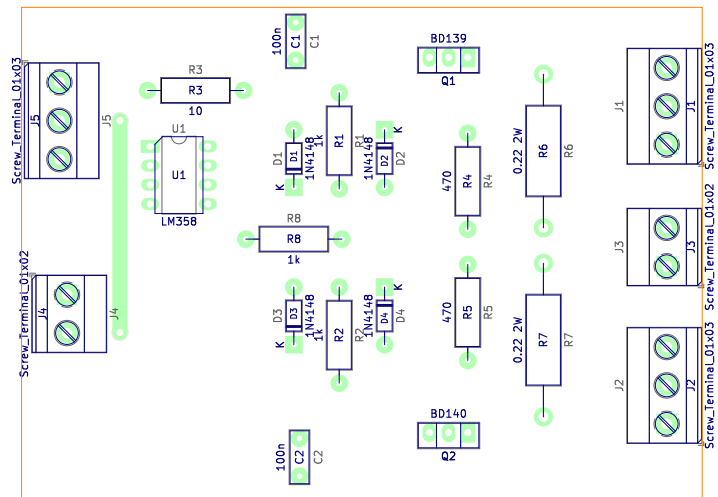 100n
C1
C1
BD139
Q1
Screw_Terminal_01x03
J5
J5
R3
R3
10
U1
U1
LM358
D1
D1
1N4148
K
1k
R1
R1
1N4148
D2
D2
K
470
R4
R4
0.22 2W
R6
R6
J1
J1
Screw_Terminal_01x03
R8
R8
1k
J3
J3
Screw_Terminal_01x02
Screw_Terminal_01x02
J4
J4
D3
D3
1N4148
K
1k
R2
R2
1N4148
D4
D4
K
470
R5
R5
0.22 2W
R7
R7
J2
J2
Screw_Terminal_01x03
100n
C2
C2
BD140
Q2